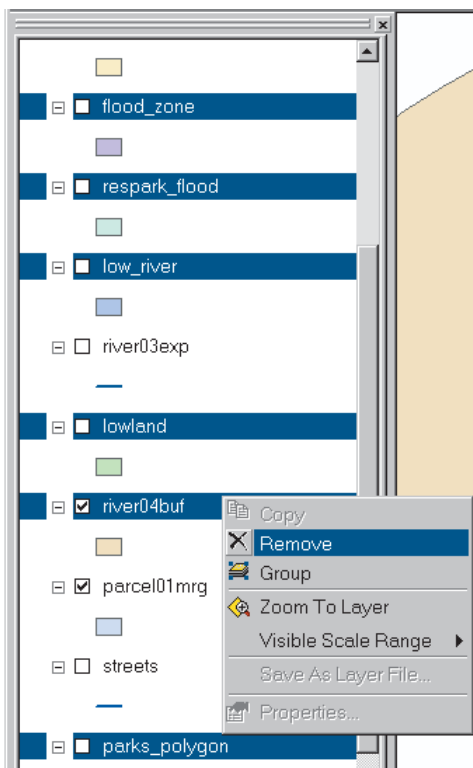 flood_zone
respark_flood
low_river
river03exp
lowland
river04buf
Copy
Remove
Group
Zoom To Layer
Visible Scale Range
Save As Layer File...
Properties...
parcel01mrg
streets
parks_polygon